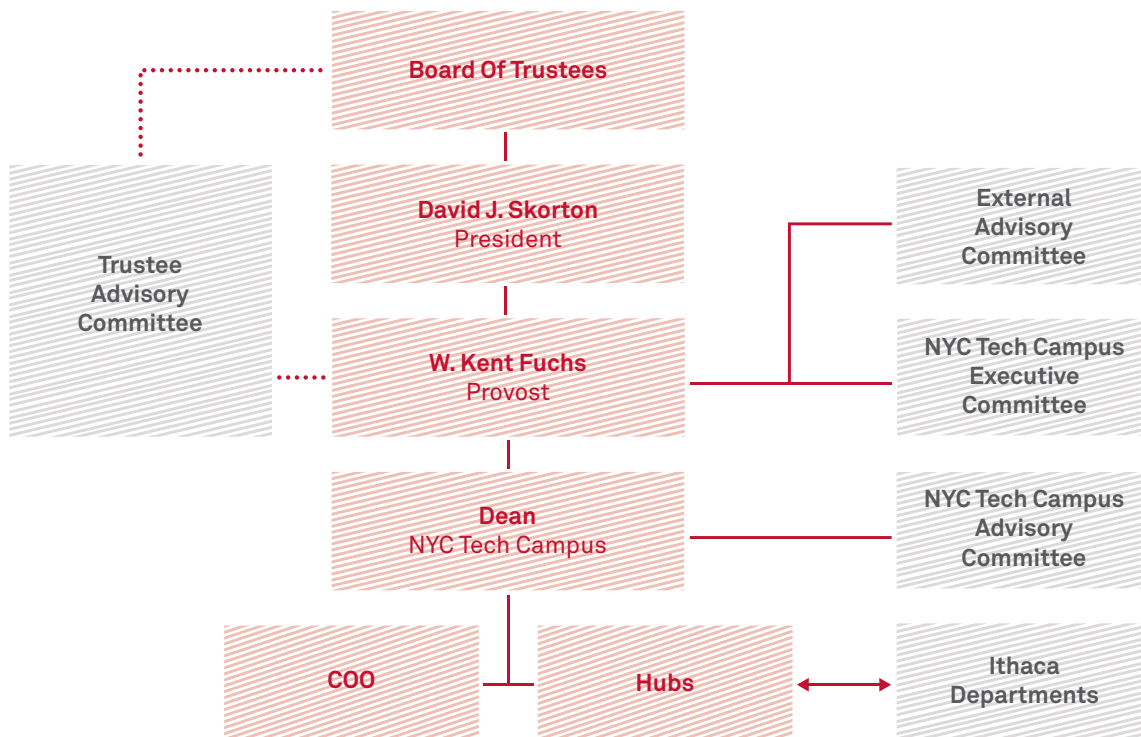 Board Of Trustees
David J. Skorton
President
External
Advisory
Committee
Trustee
Advisory
Committee
W. Kent Fuchs
Provost
NYC Tech Campus
Executive
Committee
Dean
NYC Tech Campus
NYC Tech Campus
Advisory
Committee
COO
Hubs
Ithaca
Departments